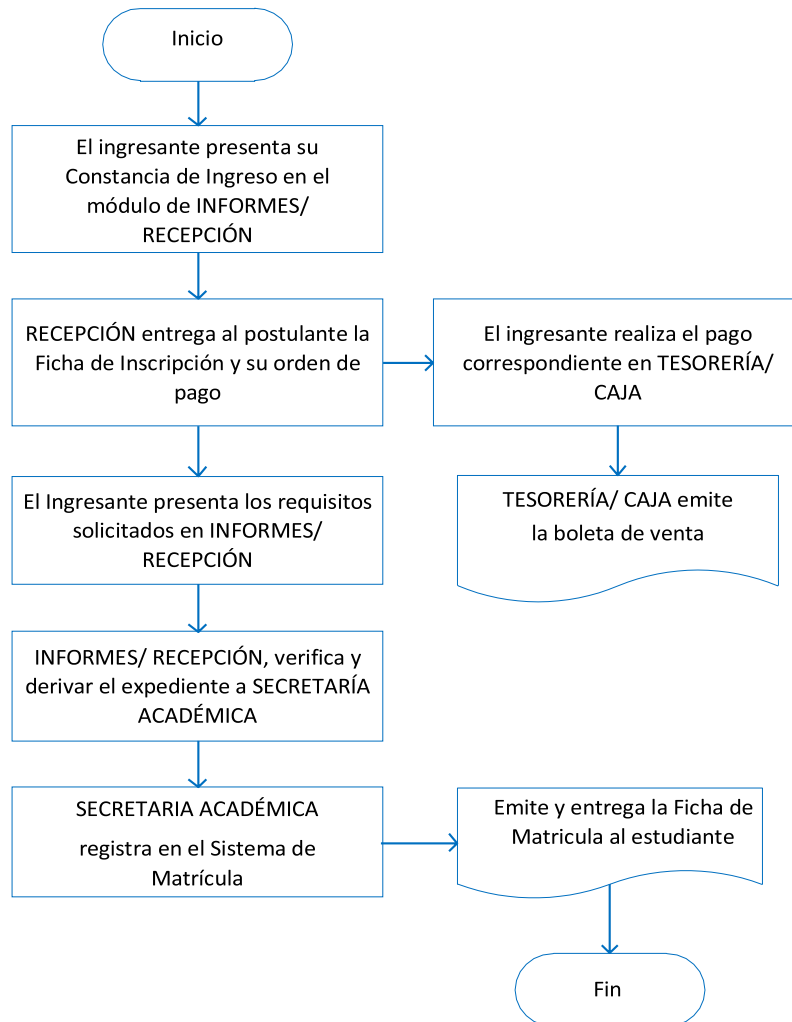 Inicio
El ingresante presenta su
Constancia de Ingreso en el
módulo de INFORMES/
RECEPCIÓN
RECEPCIÓN entrega al postulante la
Ficha de Inscripción y su orden de
pago
El ingresante realiza el pago
correspondiente en TESORERÍA/
CAJA
El Ingresante presenta los requisitos
solicitados en INFORMES/
RECEPCIÓN
TESORERÍA/ CAJA emite
la boleta de venta
INFORMES/ RECEPCIÓN, verifica y
derivar el expediente a SECRETARÍA
ACADÉMICA
SECRETARIA ACADÉMICA
registra en el Sistema de
Matrícula
Emite y entrega la Ficha de
Matricula al estudiante
Fin